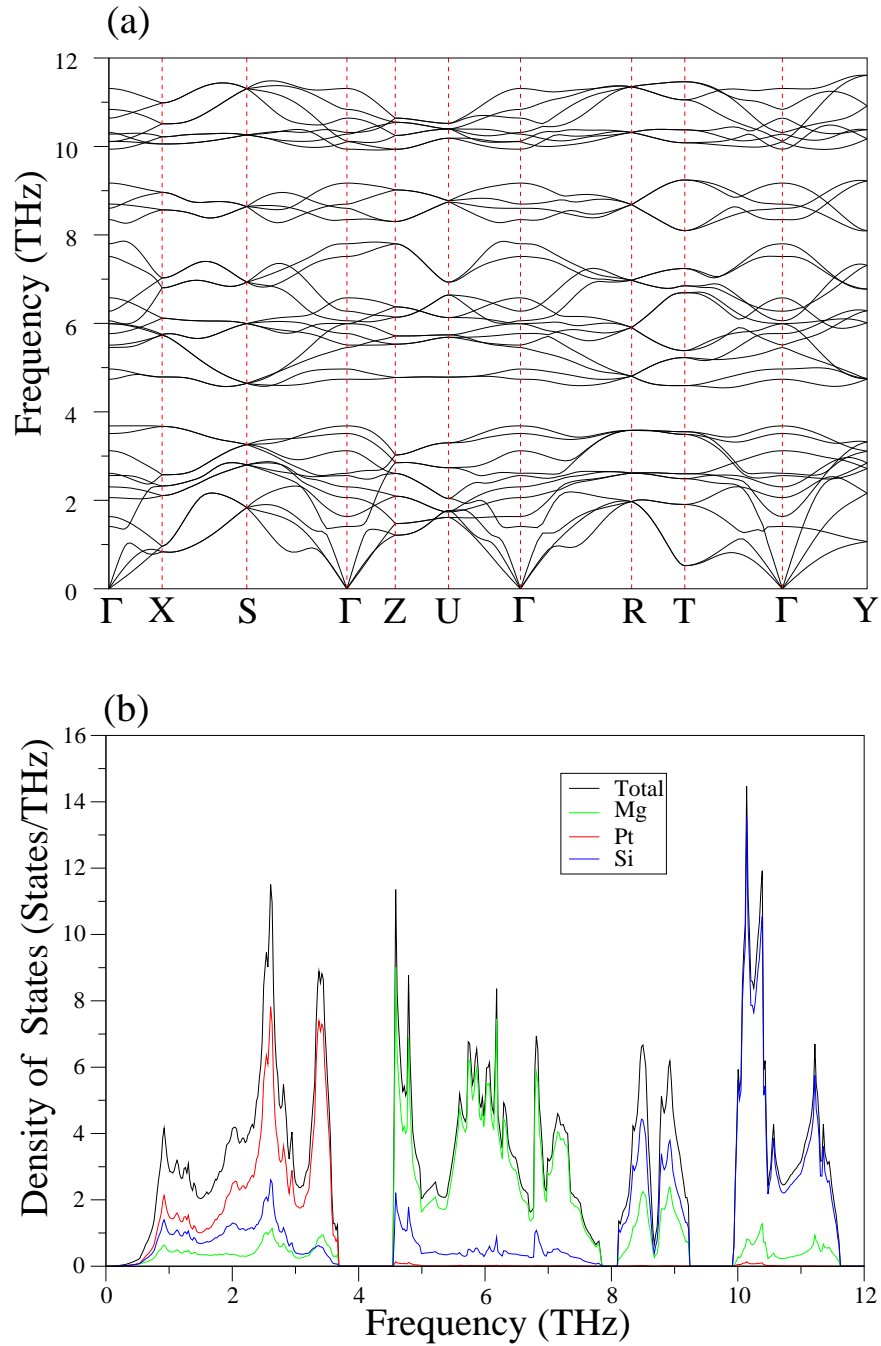 (a)
Frequency (THz)
12
10
8
6
4
2
0
Γ X S Γ Z U Γ R T Γ Y
(b)
Density of States (States/THz)
16
14
12
10
8
6
4
2
0
Total
Mg
Pt
Si
0 2 4 6 8 10 12
Frequency (THz)